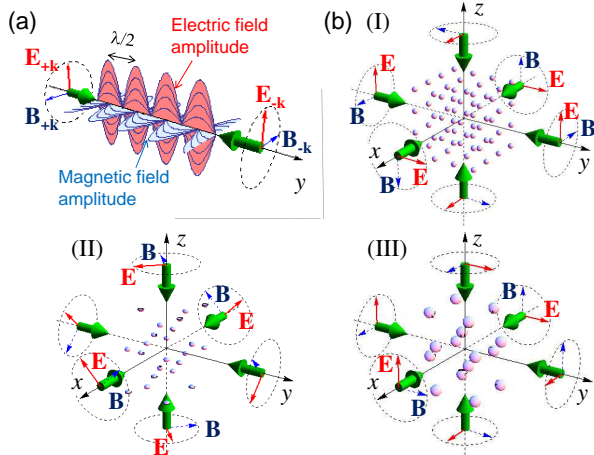 (a)
λ/2
Electric field
amplitude
E+k
B+k
E-k
B-k
y
Magnetic field
amplitude
(b)
(I)
z
B
E
E
B
E
B
x
B
E
y
(II)
z
B
E
B
E
x
E
B
y
B
E
(III)
z
B
E
E
x
B
y